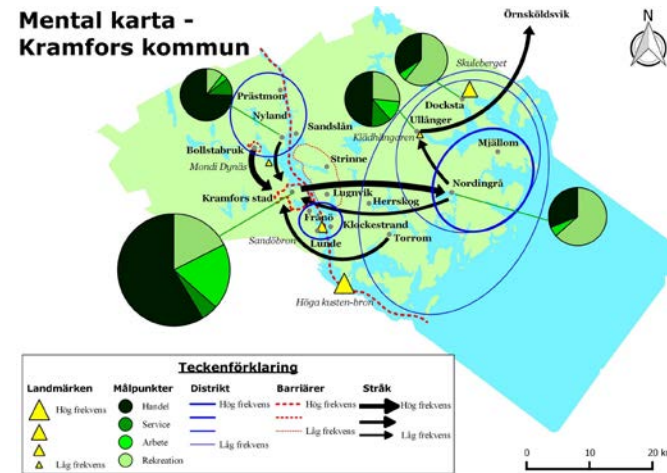 Mental karta -
Kramfors kommun
Örnsköldsvik
N
Skuleberget
Docksta
Ullånger
Klädhängaren
Mjällom
Prästmon
Nyland
Sandslån
Bollstabruk
Mondi Dynäs
Strinne
Kramfors stad
Lugnvik
Herrskog
Nordingrå
Frånö
Klockestrand
Sandöbron
Lunde
Torrom
Höga kusten-bron
Teckenförklaring
Landmärken Målpunkter Distrikt Barriärer Stråk
Hög frekvens Handel Hög frekvens Hög frekvens Hög frekvens
Service
Arbete Låg frekvens Låg frekvens Låg frekvens
Låg frekvens Rekreation
0 10 20 km